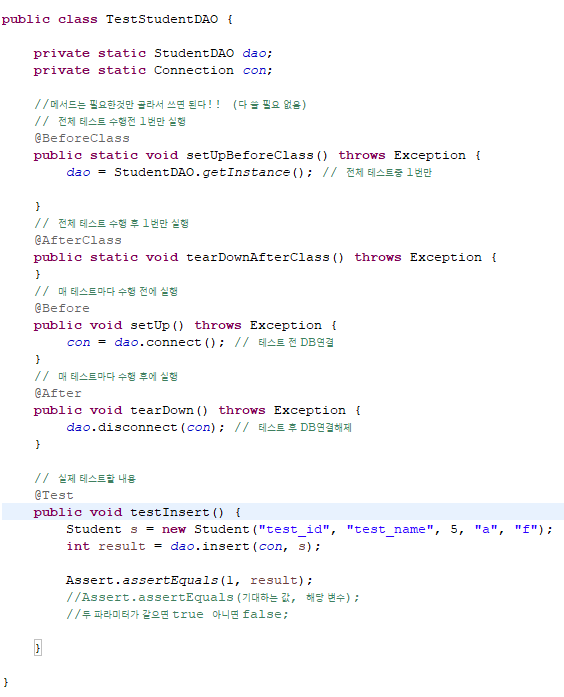 public class TestStudentDAO {
private static StudentDAO dao;
private static Connection con;
//메서드는 필요한것만 골라서 쓰면 된다!! (다 쓸 필요 없음)
// 전체 테스트 수행전 1번만 실행
@BeforeClass
public static void setUpBeforeClass() throws Exception {
dao = StudentDAO.getInstance(); // 전체 테스트중 1번만
}
// 전체 테스트 수행 후 1번만 실행
@AfterClass
public static void tearDownAfterClass() throws Exception {
}
// 매 테스트마다 수행 전에 실행
@Before
public void setUp() throws Exception {
con = dao.connect(); // 테스트 전 DB연결
}
// 매 테스트마다 수행 후에 실행
@After
public void tearDown() throws Exception {
dao.disconnect(con); // 테스트 후 DB연결해제
}
// 실제 테스트할 내용
@Test
public void testInsert() {
Student s = new Student("test_id", "test_name", 5, "a", "f");
int result = dao.insert(con, s);
Assert.assertEquals(1, result);
//Assert.assertEquals(기대하는 값, 해당 변수);
//두 파라미터가 같으면 true 아니면 false;
}
}